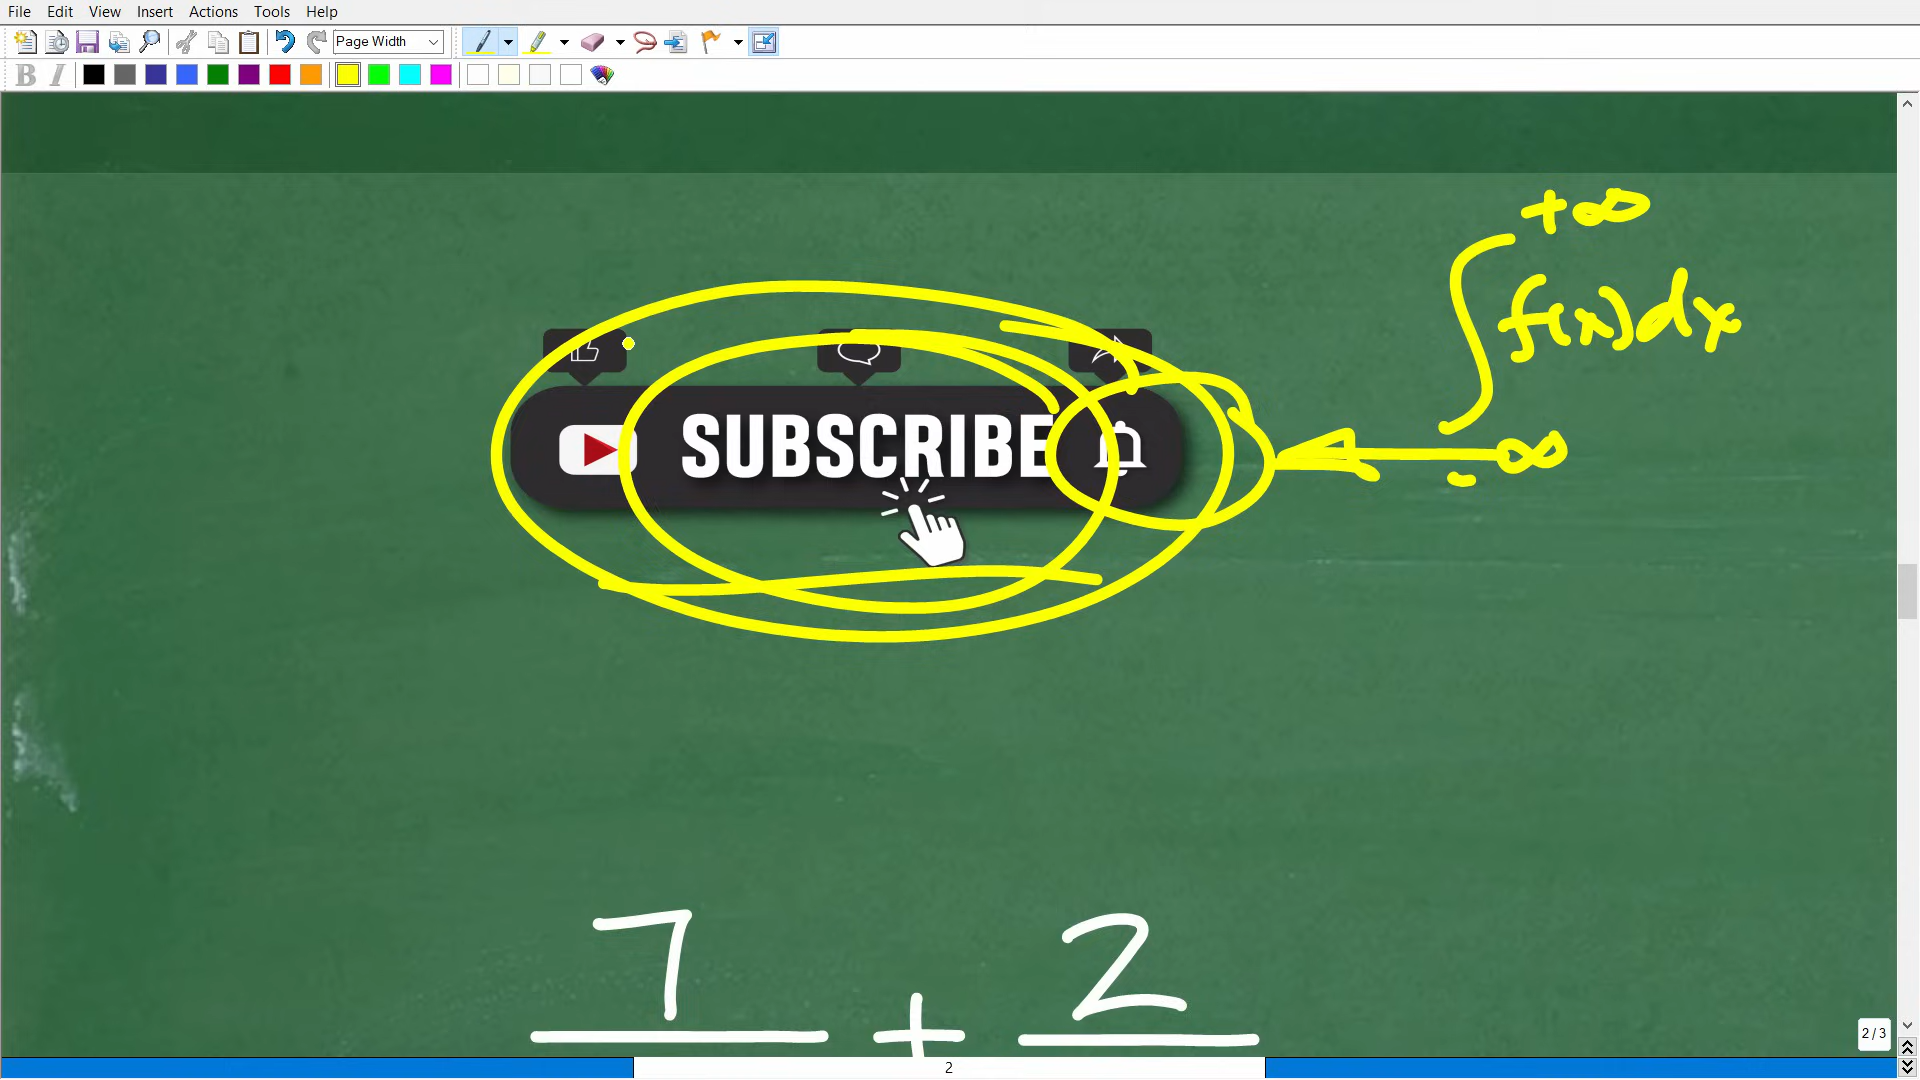 File Edit View Insert Actions Tools Help
Page Width
B I
+∞
∫ f(x)dx
-∞
SUBSCRIBE
7 + 2
2 / 3
2